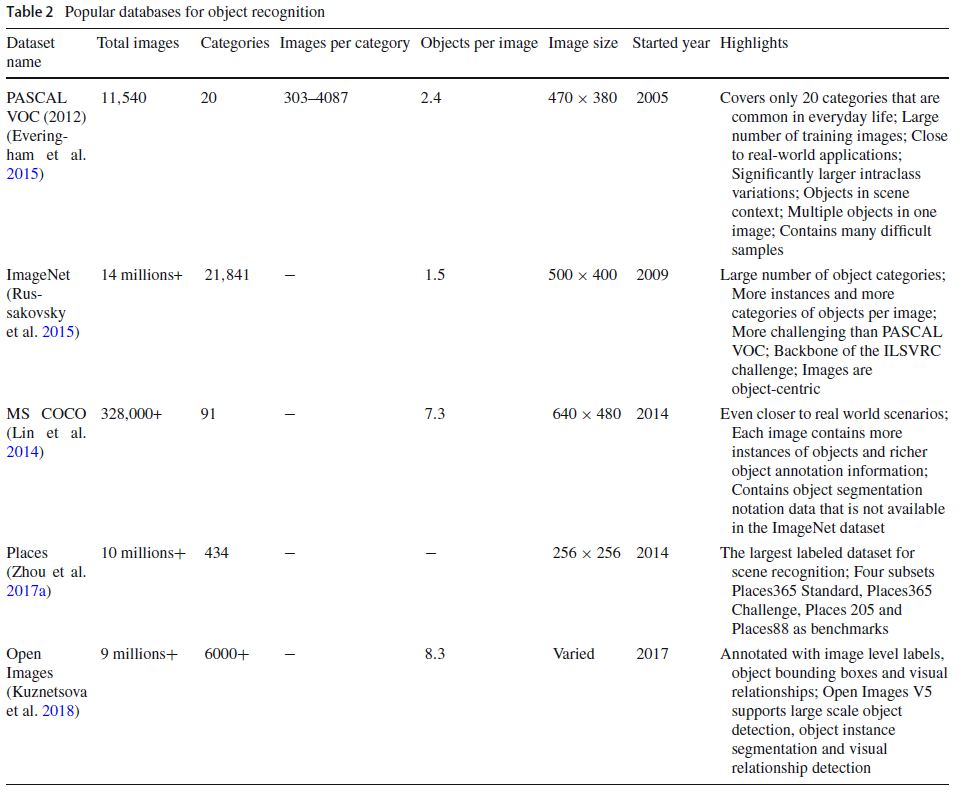 Table 2 Popular databases for object recognition
Dataset name Total images Categories Images per category Objects per image Image size Started year Highlights
PASCAL VOC (2012) (Everingham et al. 2015) 11,540 20 303–4087 2.4 470 × 380 2005 Covers only 20 categories that are
common in everyday life; Large
number of training images; Close
to real-world applications;
Significantly larger intraclass
variations; Objects in scene
context; Multiple objects in one
image; Contains many difficult
samples
ImageNet (Russakovsky et al. 2015) 14 millions+ 21,841 – 1.5 500 × 400 2009 Large number of object categories;
More instances and more
categories of objects per image;
More challenging than PASCAL
VOC; Backbone of the ILSVRC
challenge; Images are
object-centric
MS COCO (Lin et al. 2014) 328,000+ 91 – 7.3 640 × 480 2014 Even closer to real world scenarios;
Each image contains more
instances of objects and richer
object annotation information;
Contains object segmentation
notation data that is not available
in the ImageNet dataset
Places (Zhou et al. 2017a) 10 millions+ 434 – – 256 × 256 2014 The largest labeled dataset for
scene recognition; Four subsets
Places365 Standard, Places365
Challenge, Places 205 and
Places88 as benchmarks
Open Images (Kuznetsova et al. 2018) 9 millions+ 6000+ – 8.3 Varied 2017 Annotated with image level labels,
object bounding boxes and visual
relationships; Open Images V5
supports large scale object
detection, object instance
segmentation and visual
relationship detection